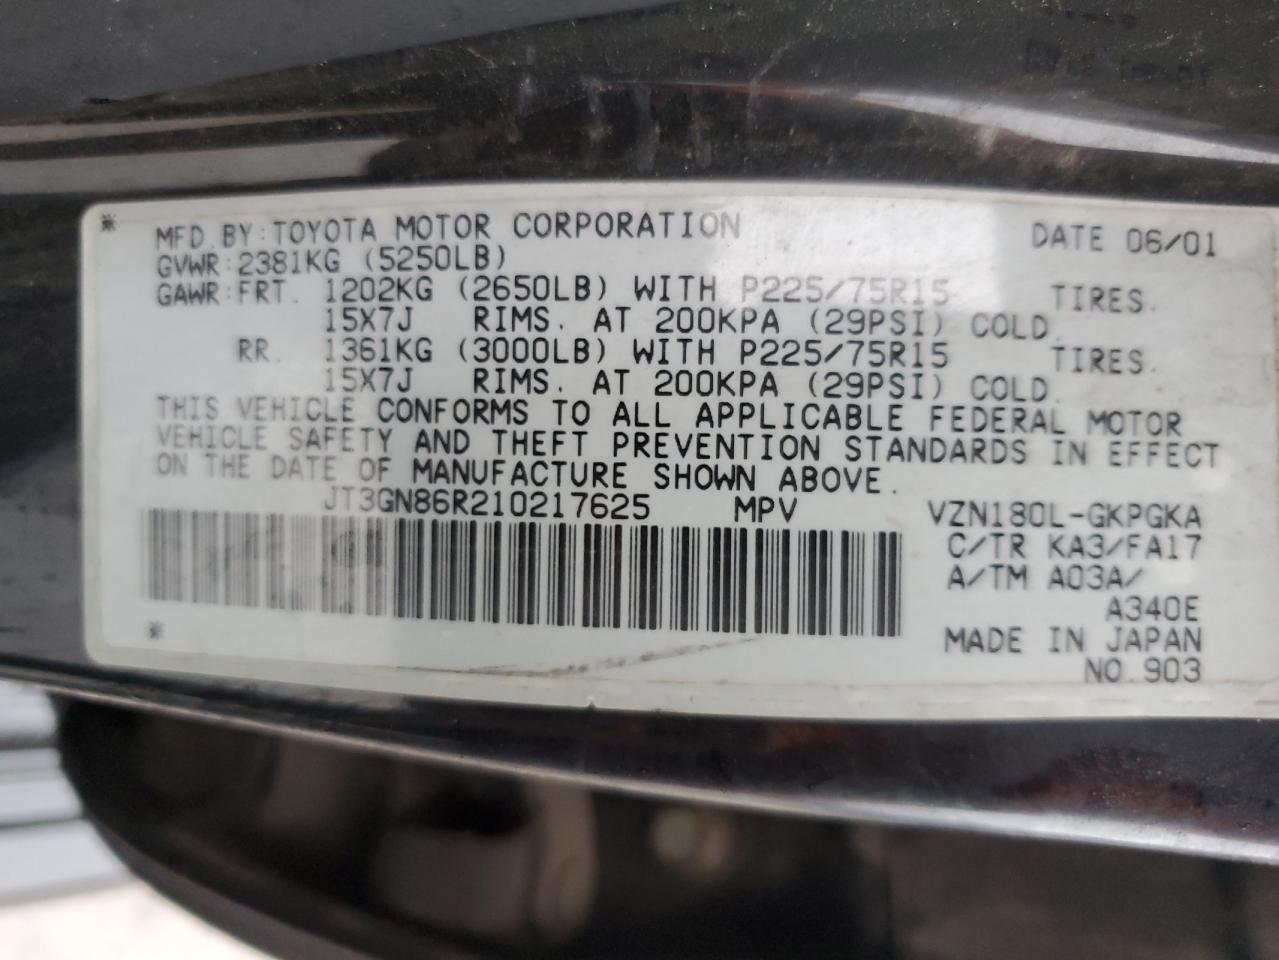 MFD. BY: TOYOTA MOTOR CORPORATION DATE 06/01
GVWR: 2381KG (5250LB)
GAWR: FRT. 1202KG (2650LB) WITH P225/75R15 TIRES.
15X7J RIMS. AT 200KPA (29PSI) COLD.
RR. 1361KG (3000LB) WITH P225/75R15 TIRES.
15X7J RIMS. AT 200KPA (29PSI) COLD.
THIS VEHICLE CONFORMS TO ALL APPLICABLE FEDERAL MOTOR
VEHICLE SAFETY AND THEFT PREVENTION STANDARDS IN EFFECT
ON THE DATE OF MANUFACTURE SHOWN ABOVE.
JT3GN86R210217625 MPV VZN180L-GKPGKA
C/TR KA3/FA17
A/TM A03A/
A340E
MADE IN JAPAN
NO. 903